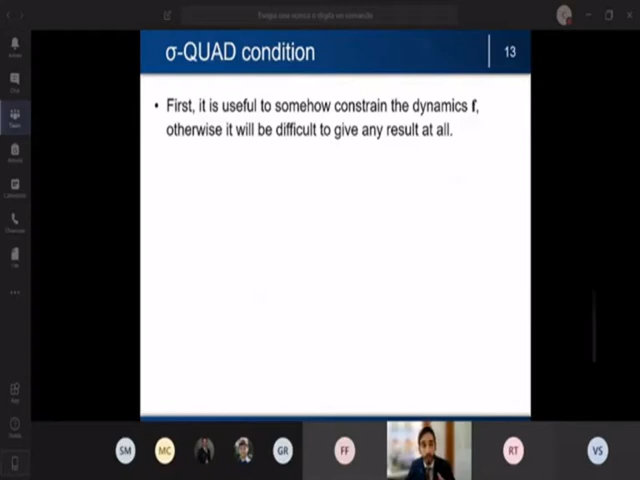 σ-QUAD condition
13
• First, it is useful to somehow constrain the dynamics f,
otherwise it will be difficult to give any result at all.
SM
MC
GR
FF
RT
VS